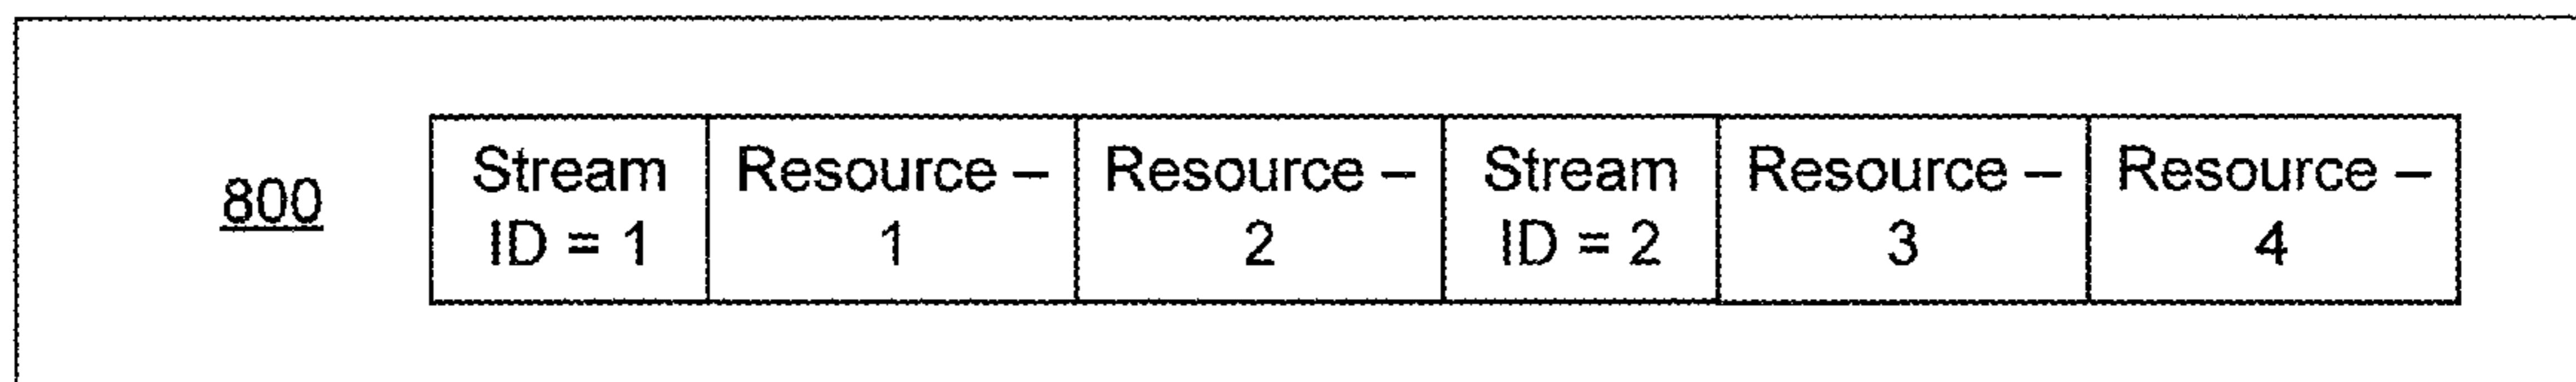 800
Stream
ID = 1
Resource –
1
Resource –
2
Stream
ID = 2
Resource –
3
Resource –
4